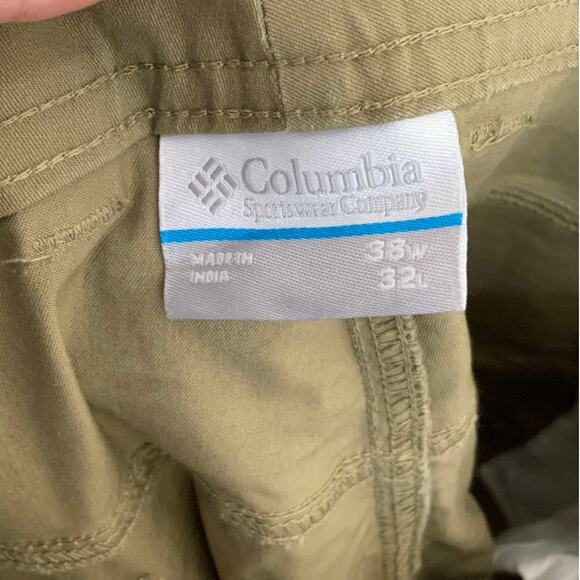 Columbia
Sportswear Company
MADE IN
INDIA
38W
32L